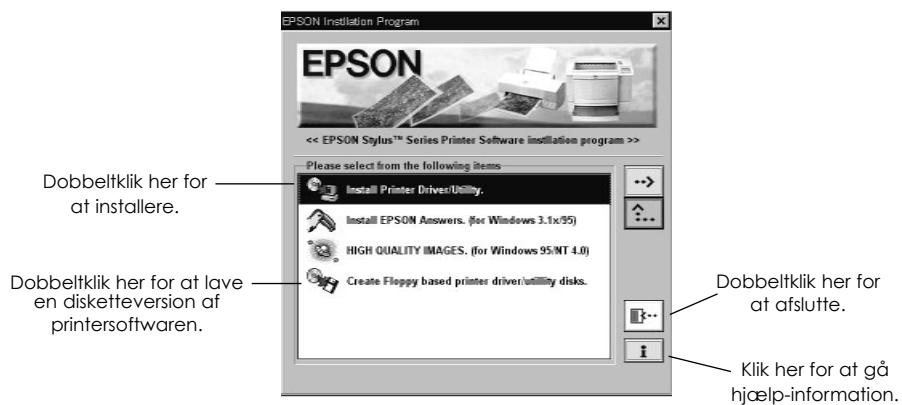 EPSON Instllation Program
EPSON
<< EPSON Stylus™ Series Printer Software instllation program >>
Please select from the following items
Install Printer Driver/Utility.
Install EPSON Answers. (for Windows 3.1x/95)
HIGH QUALITY IMAGES. (for Windows 95/NT 4.0)
Create Floppy based printer driver/utillity disks.
Dobbeltklik her for
at installere.
Dobbeltklik her for at lave
en disketteversion af
printersoftwaren.
Dobbeltklik her for
at afslutte.
Klik her for at gå
hjælp-information.